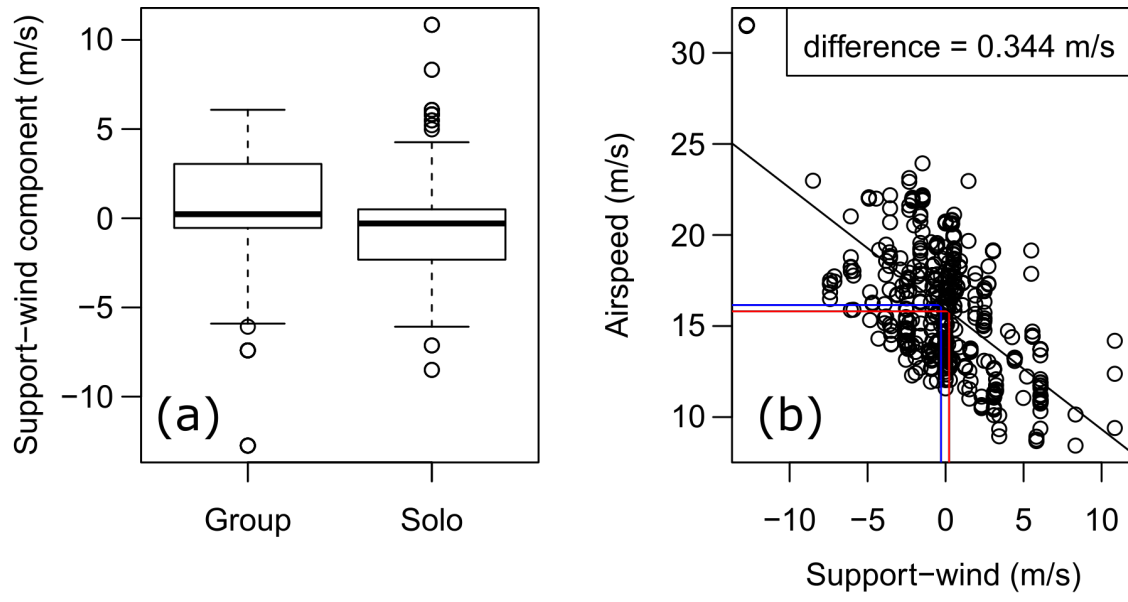 Support−wind component (m/s)
10
5
0
−5
−10
(a)
Group
Solo
difference = 0.344 m/s
Airspeed (m/s)
30
25
20
15
10
(b)
−10
−5
0
5
10
Support−wind (m/s)